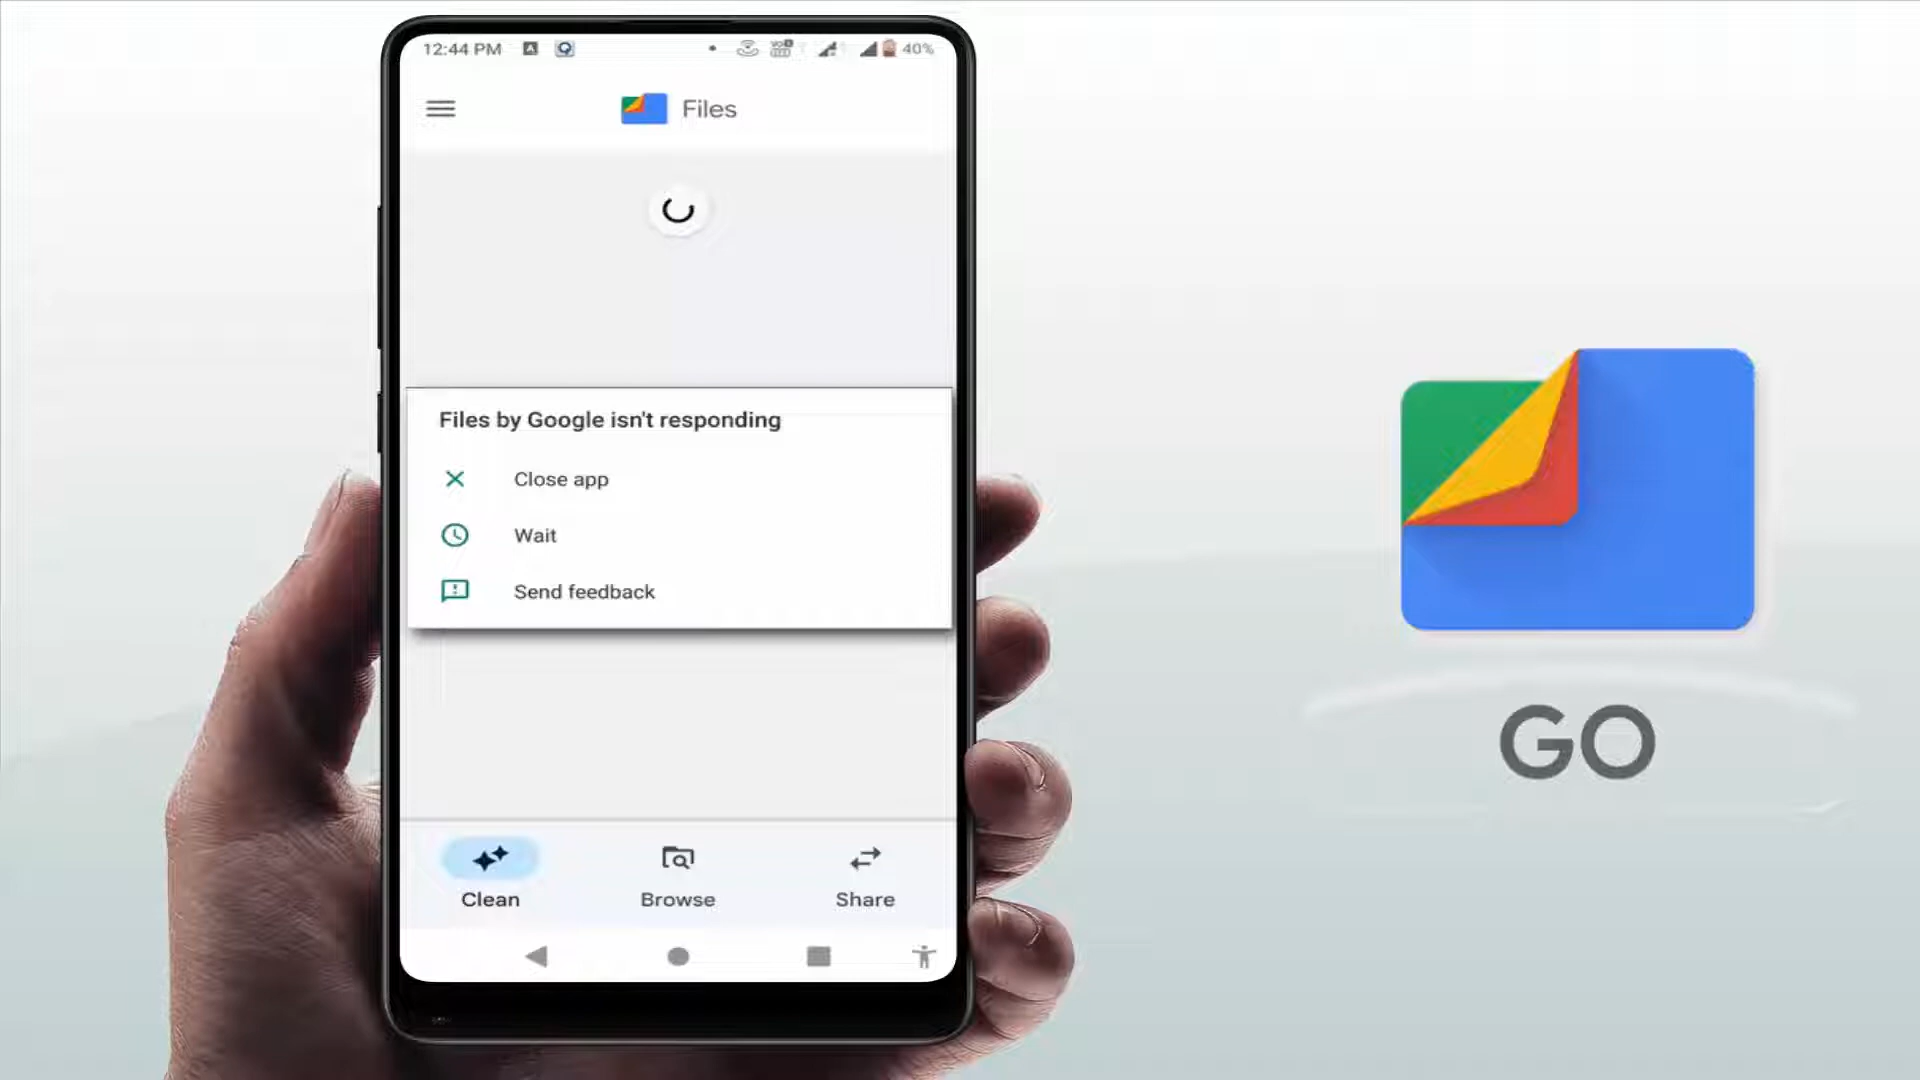 12:44 PM
40%
Files
Files by Google isn't responding
Close app
Wait
Send feedback
Clean
Browse
Share
GO